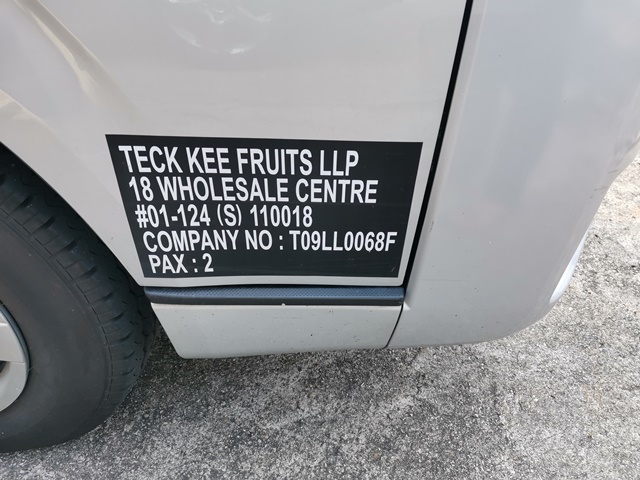 TECK KEE FRUITS LLP
18 WHOLESALE CENTRE
#01-124 (S) 110018
COMPANY NO : T09LL0068F
PAX : 2